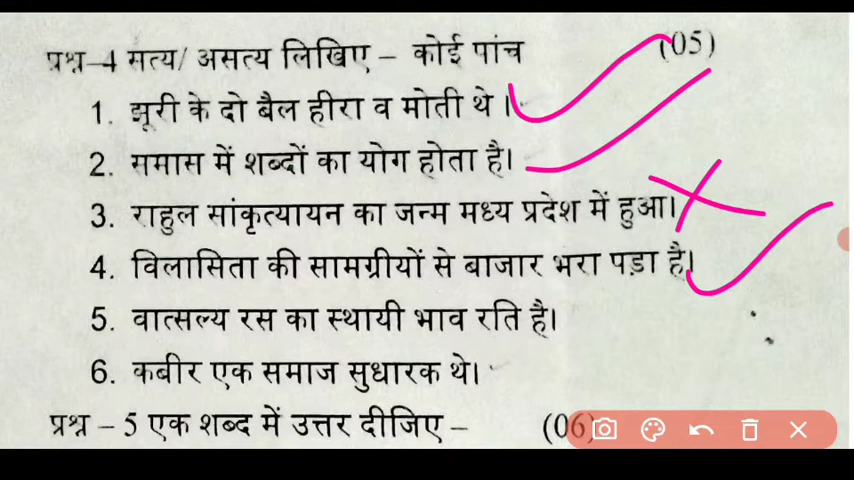 प्रश्न–4 सत्य/ असत्य लिखिए – कोई पांच (05)
1. झूरी के दो बैल हीरा व मोती थे।
2. समास में शब्दों का योग होता है।
3. राहुल सांकृत्यायन का जन्म मध्य प्रदेश में हुआ।
4. विलासिता की सामग्रीयों से बाजार भरा पड़ा है।
5. वात्सल्य रस का स्थायी भाव रति है।
6. कबीर एक समाज सुधारक थे।
प्रश्न – 5 एक शब्द में उत्तर दीजिए – (06)